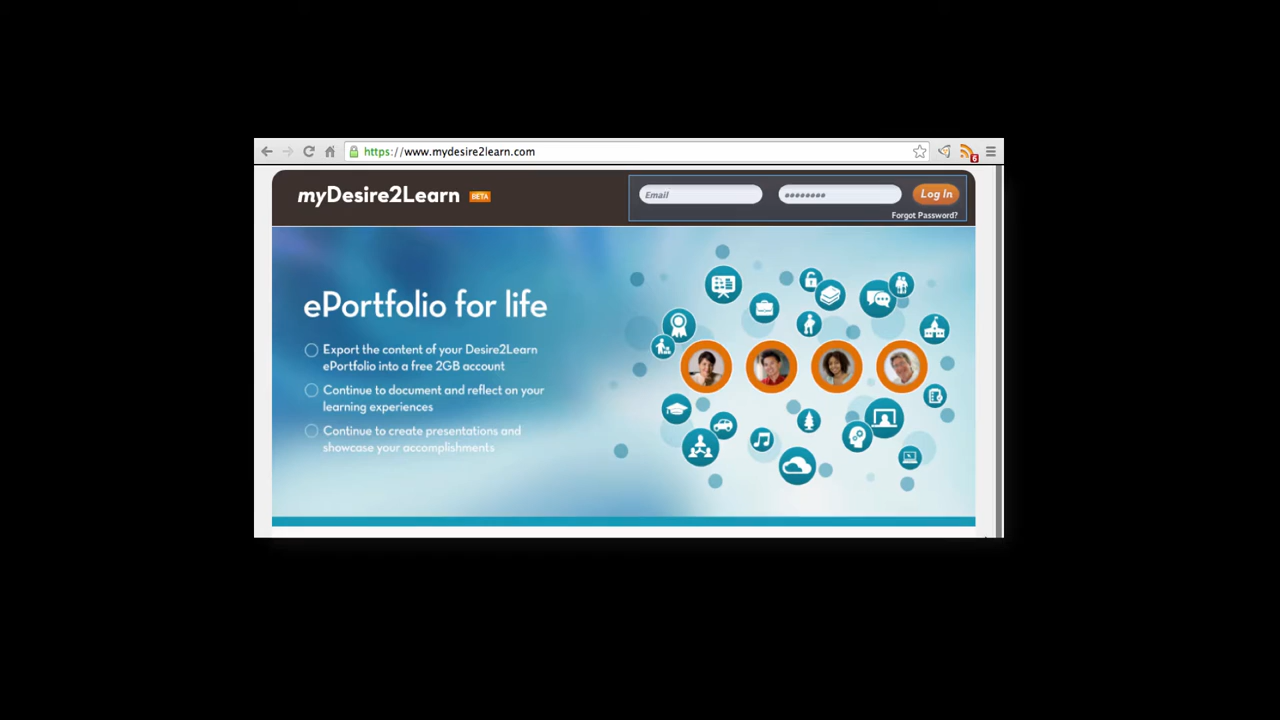 https://www.mydesire2learn.com
6
myDesire2Learn BETA
Email
Log In
Forgot Password?
ePortfolio for life
Export the content of your Desire2Learn
ePortfolio into a free 2GB account
Continue to document and reflect on your
learning experiences
Continue to create presentations and
showcase your accomplishments